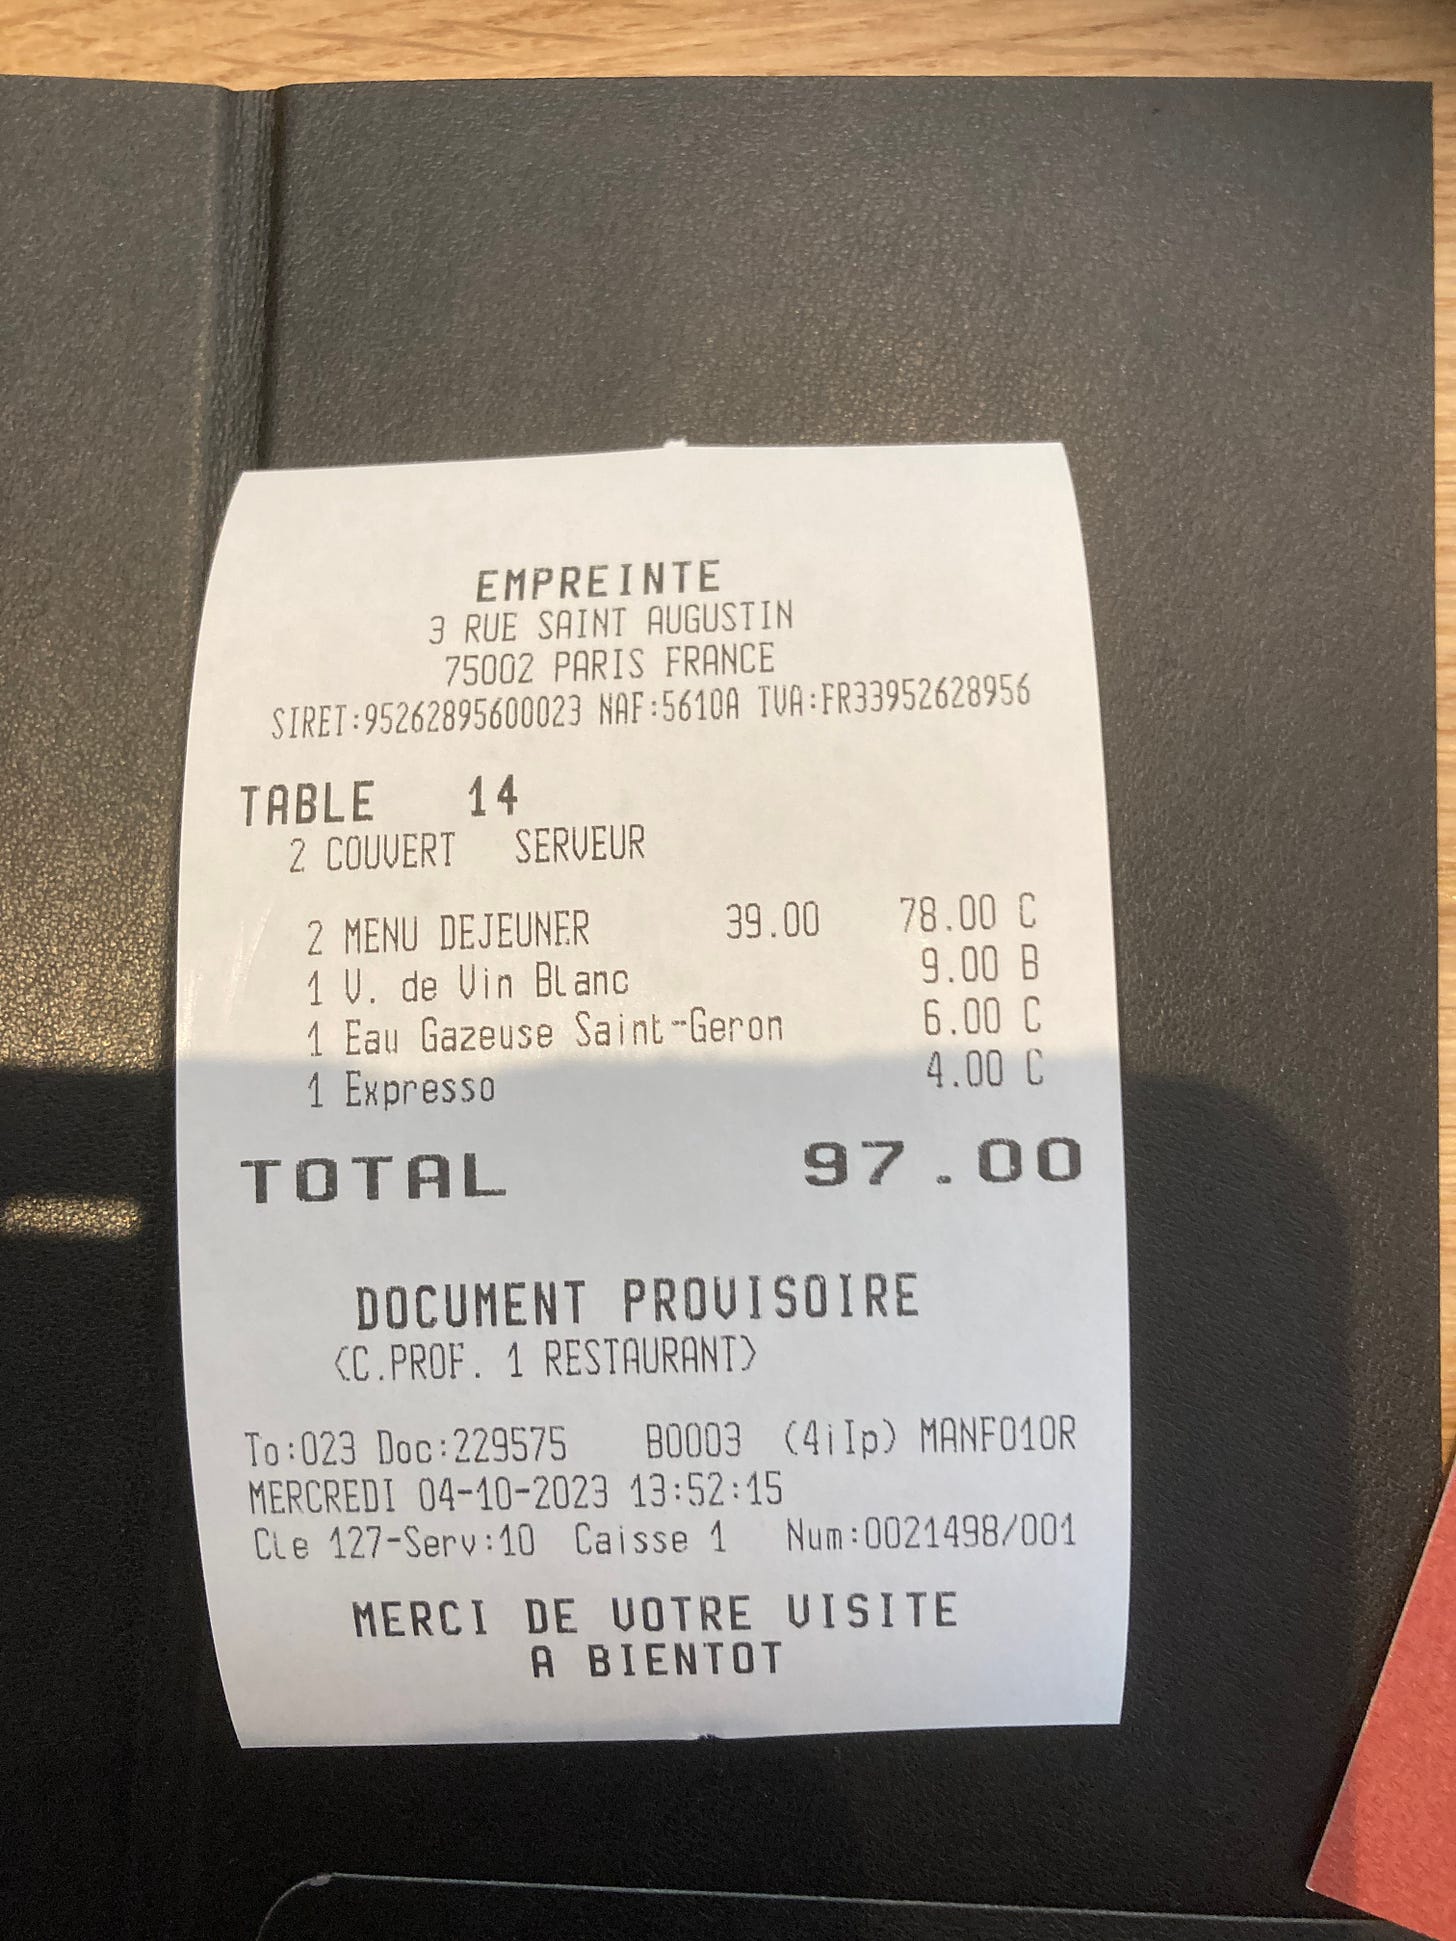 EMPREINTE
3 RUE SAINT AUGUSTIN
75002 PARIS FRANCE
SIRET:95262895600023 NAF:5610A TVA:FR33952628956
TABLE 14
2 COUVERT SERVEUR
2 MENU DEJEUNER 39.00 78.00 C
1 V. de Vin Blanc 9.00 B
1 Eau Gazeuse Saint-Geron 6.00 C
1 Expresso 4.00 C
TOTAL 97.00
DOCUMENT PROVISOIRE
<C.PROF. 1 RESTAURANT>
To:023 Doc:229575 B0003 (4iIp) MANF010R
MERCREDI 04-10-2023 13:52:15
Cle 127-Serv:10 Caisse 1 Num:0021498/001
MERCI DE VOTRE VISITE
A BIENTOT